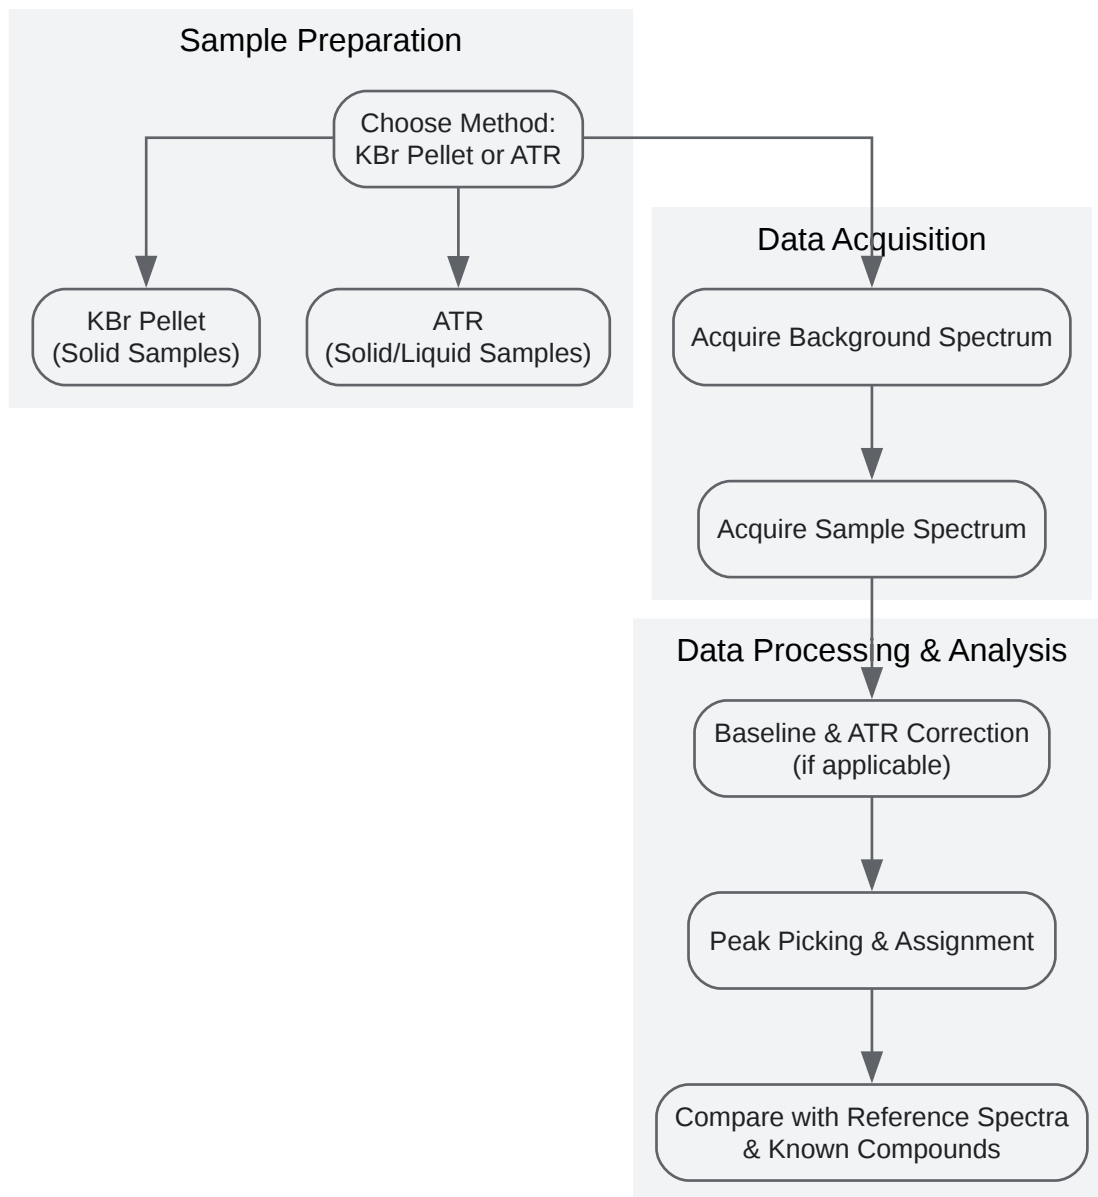 Sample Preparation
Choose Method:
KBr Pellet or ATR
KBr Pellet
(Solid Samples)
ATR
(Solid/Liquid Samples)
Data Acquisition
Acquire Background Spectrum
Acquire Sample Spectrum
Data Processing & Analysis
Baseline & ATR Correction
(if applicable)
Peak Picking & Assignment
Compare with Reference Spectra
& Known Compounds